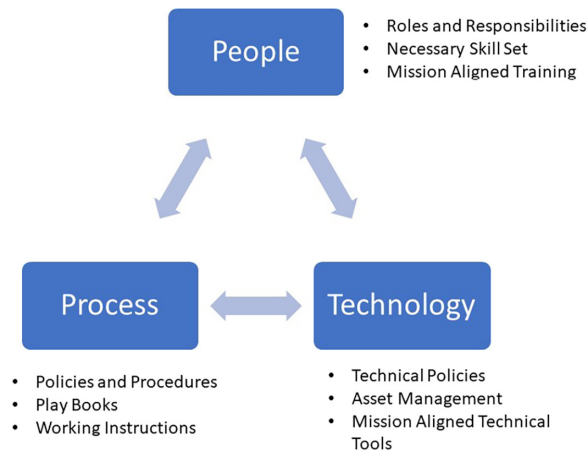 People
• Roles and Responsibilities
• Necessary Skill Set
• Mission Aligned Training
Process
• Policies and Procedures
• Play Books
• Working Instructions
Technology
• Technical Policies
• Asset Management
• Mission Aligned Technical
Tools